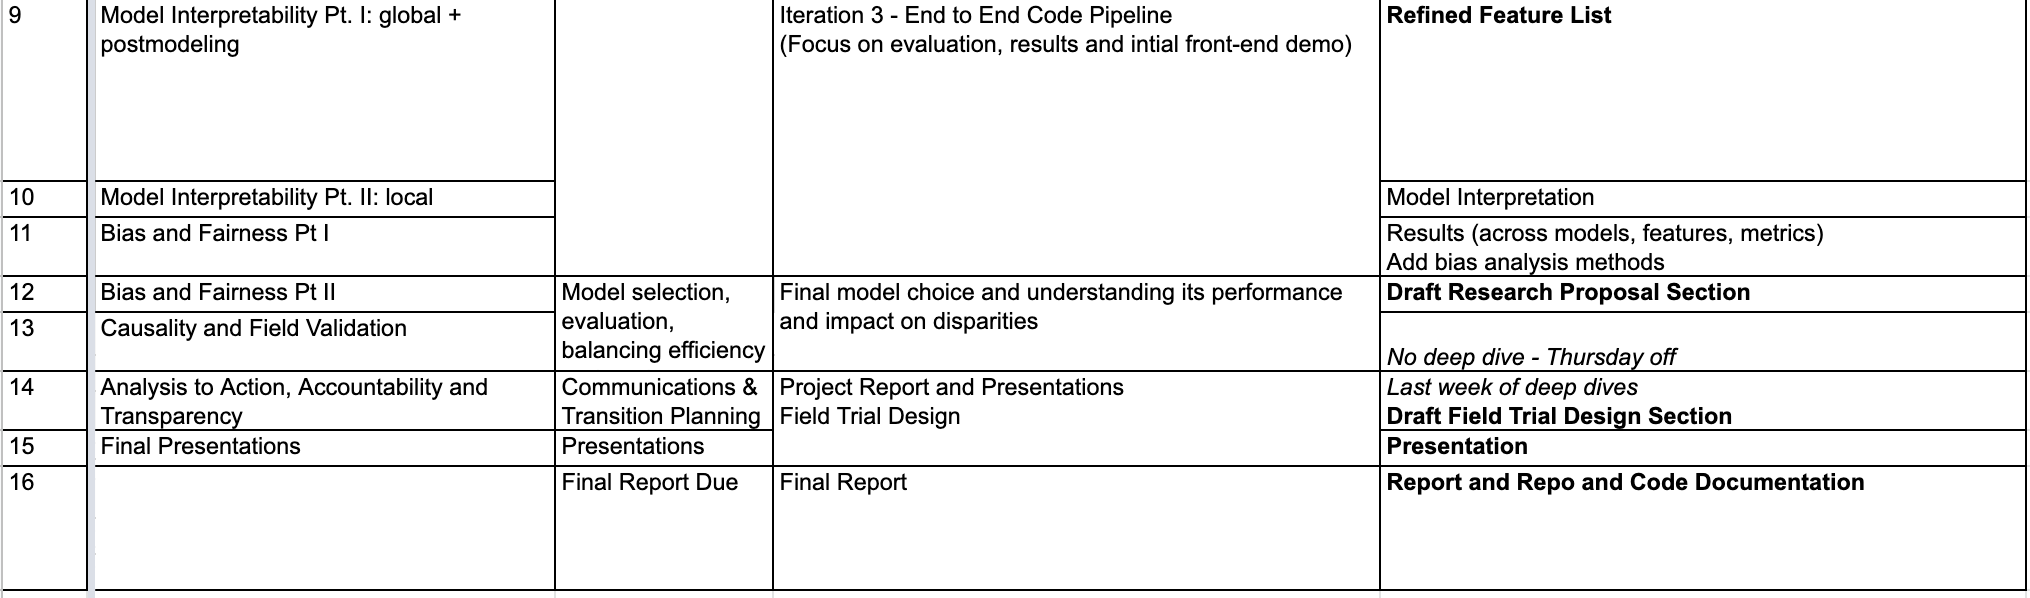 9
Model Interpretability Pt. I: global +
postmodeling
Iteration 3 - End to End Code Pipeline
(Focus on evaluation, results and intial front-end demo)
Refined Feature List
10
Model Interpretability Pt. II: local
Model Interpretation
11
Bias and Fairness Pt I
Results (across models, features, metrics)
Add bias analysis methods
12
Bias and Fairness Pt II
Model selection,
evaluation,
balancing efficiency
Final model choice and understanding its performance
and impact on disparities
Draft Research Proposal Section
13
Causality and Field Validation
No deep dive - Thursday off
14
Analysis to Action, Accountability and
Transparency
Communications &
Transition Planning
Project Report and Presentations
Field Trial Design
Last week of deep dives
Draft Field Trial Design Section
15
Final Presentations
Presentations
Presentation
16
Final Report Due
Final Report
Report and Repo and Code Documentation